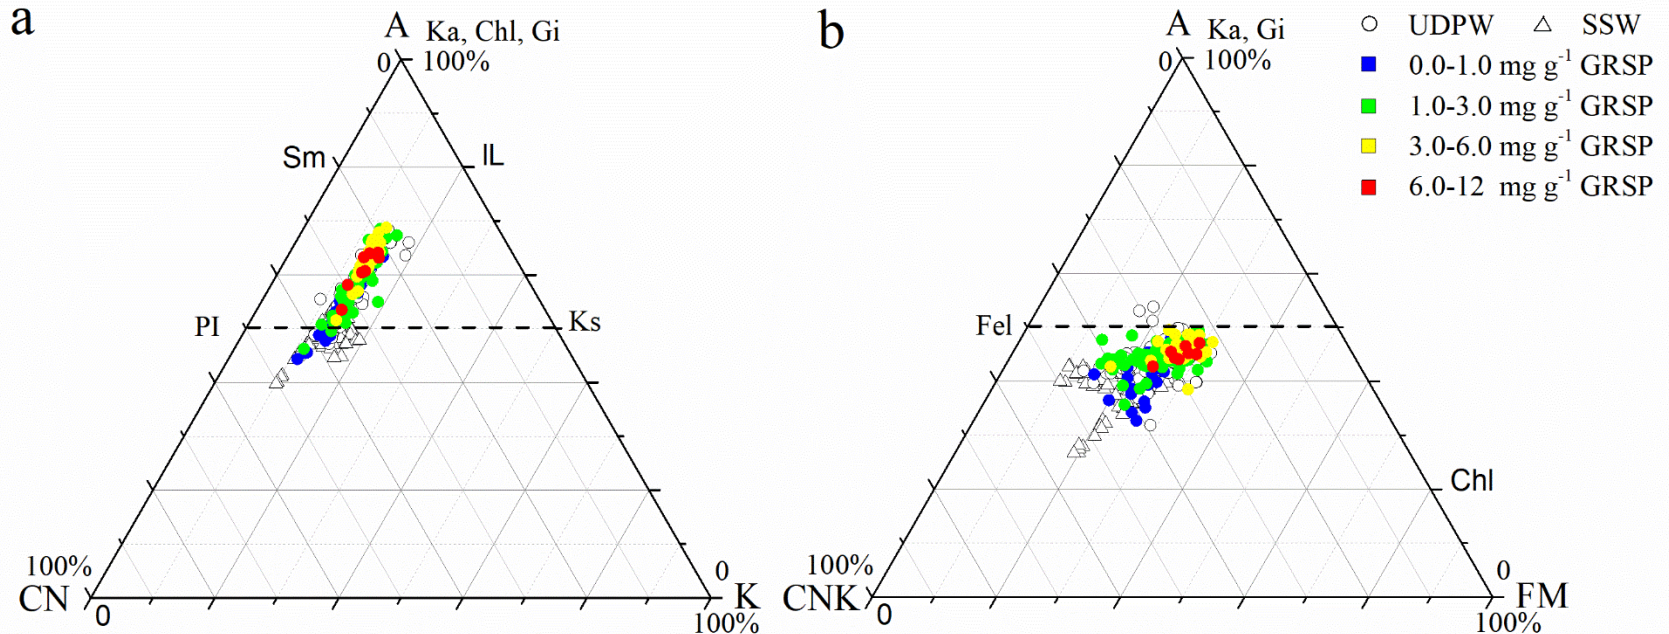 a
A Ka, Chl, Gi
0 100%
Sm IL
Pl Ks
100% 0
CN 0 K
100%
b
A Ka, Gi
0 100%
Fel
Chl
100% 0
CNK 0 FM
100%
UDPW SSW
0.0-1.0 mg g⁻¹ GRSP
1.0-3.0 mg g⁻¹ GRSP
3.0-6.0 mg g⁻¹ GRSP
6.0-12 mg g⁻¹ GRSP